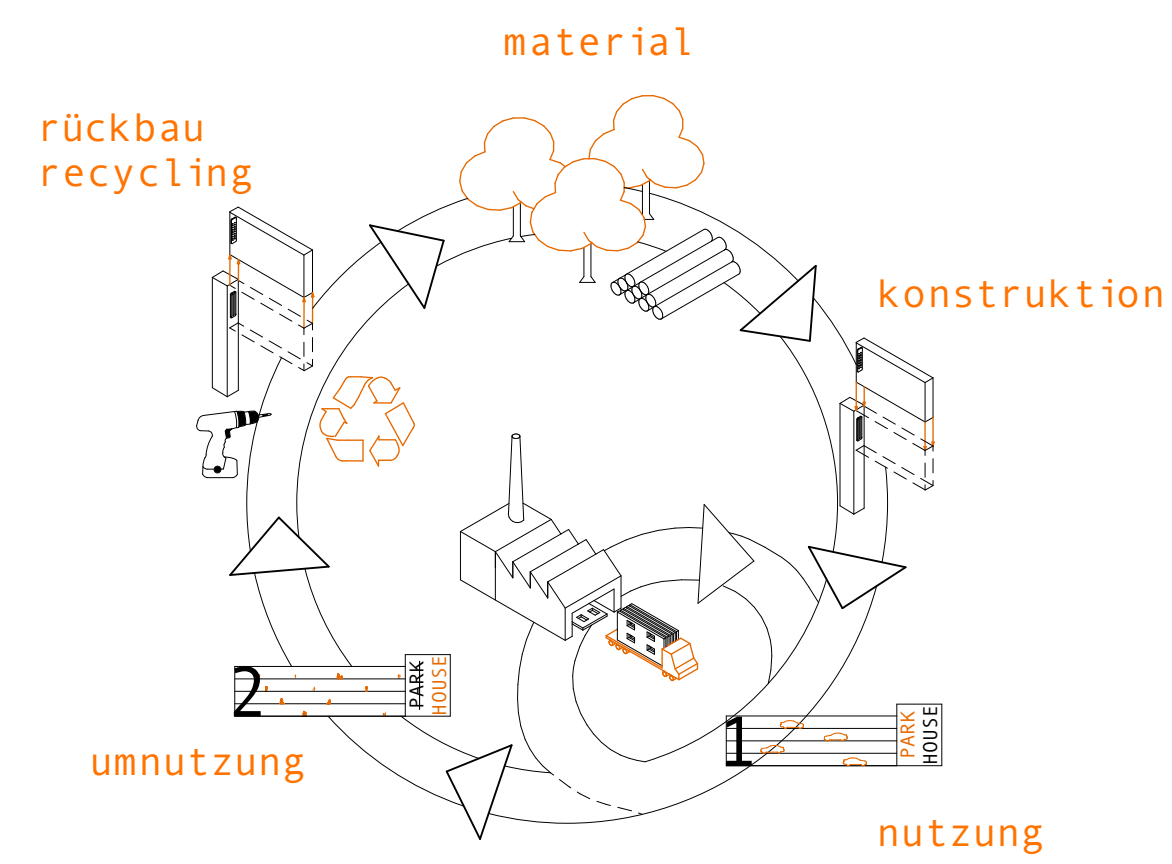 material
rückbau
recycling
konstruktion
2
PARK
HOUSE
1
PARK
HOUSE
umnutzung
nutzung